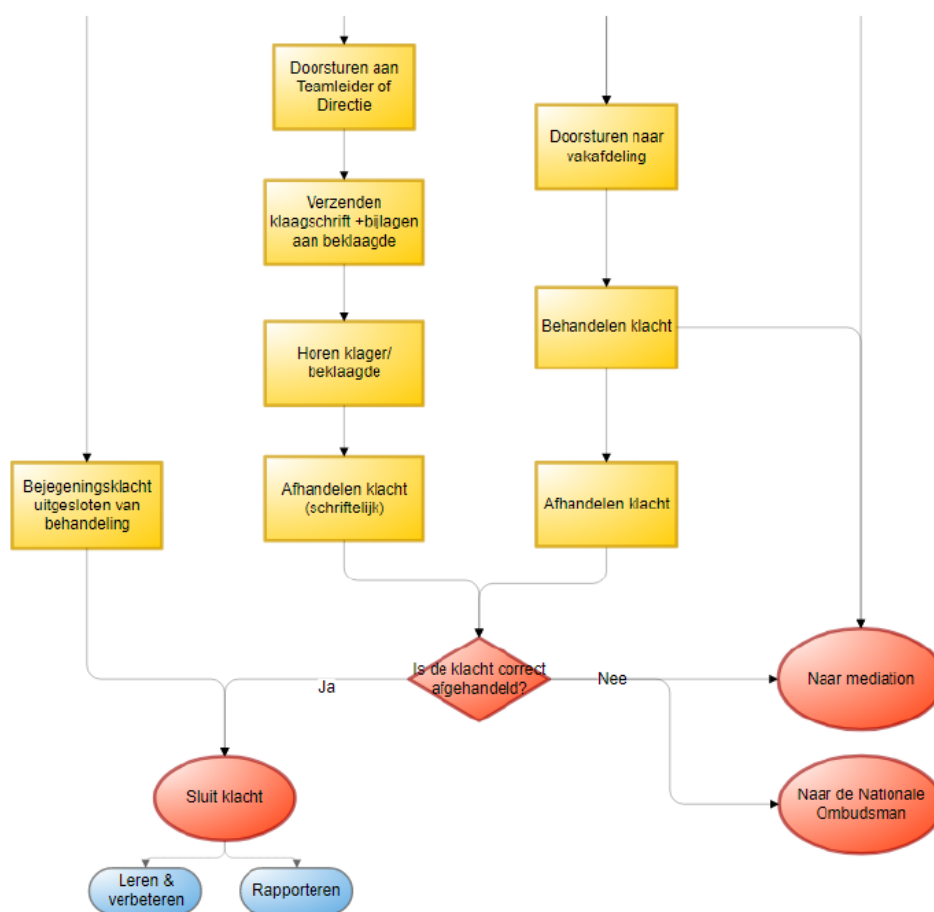 Doorsturen aan
Teamleider of
Directie
Doorsturen naar
vakafdeling
Verzenden
klaagschrift +bijlagen
aan beklaagde
Behandelen klacht
Horen klager/
beklaagde
Bejegeningsklacht
uitgesloten van
behandeling
Afhandelen klacht
(schriftelijk)
Afhandelen klacht
Is de klacht correct
afgehandeld?
Ja
Nee
Naar mediation
Sluit klacht
Naar de Nationale
Ombudsman
Leren &
verbeteren
Rapporteren